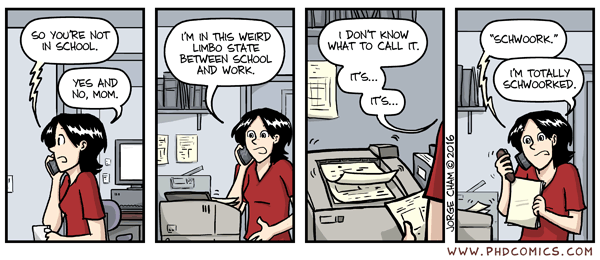 SO YOU'RE NOT
IN SCHOOL.
YES AND
NO, MOM.
I'M IN THIS WEIRD
LIMBO STATE
BETWEEN SCHOOL
AND WORK.
I DON'T KNOW
WHAT TO CALL IT.
IT'S...
IT'S...
JORGE CHAM © 2016
"SCHWOORK."
I'M TOTALLY
SCHWOORKED.
WWW.PHDCOMICS.COM